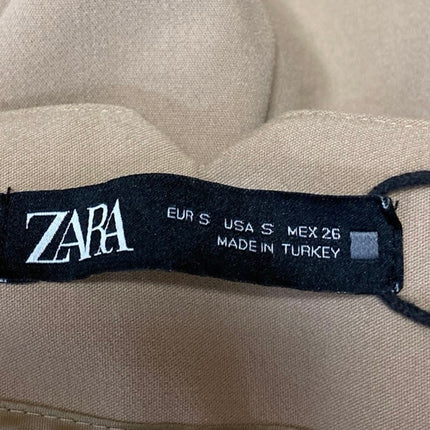 ZARA
EUR S USA S MEX 26
MADE IN TURKEY